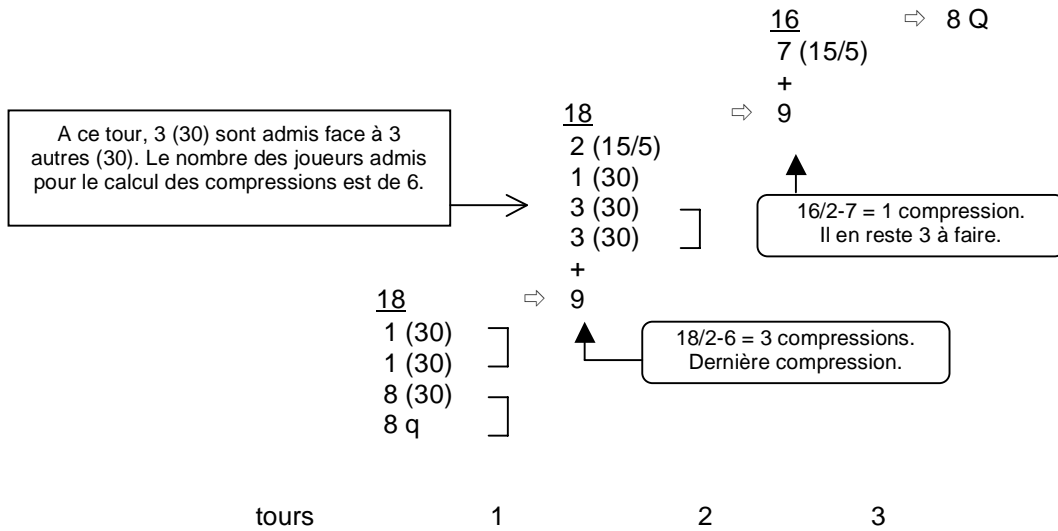 16 ⇨ 8 Q
7 (15/5)
+
18 ⇨ 9
2 (15/5)
1 (30)
3 (30)
3 (30)
+
18 ⇨ 9
1 (30)
1 (30)
8 (30)
8 q
A ce tour, 3 (30) sont admis face à 3
autres (30). Le nombre des joueurs admis
pour le calcul des compressions est de 6.
16/2-7 = 1 compression.
Il en reste 3 à faire.
18/2-6 = 3 compressions.
Dernière compression.
tours 1 2 3